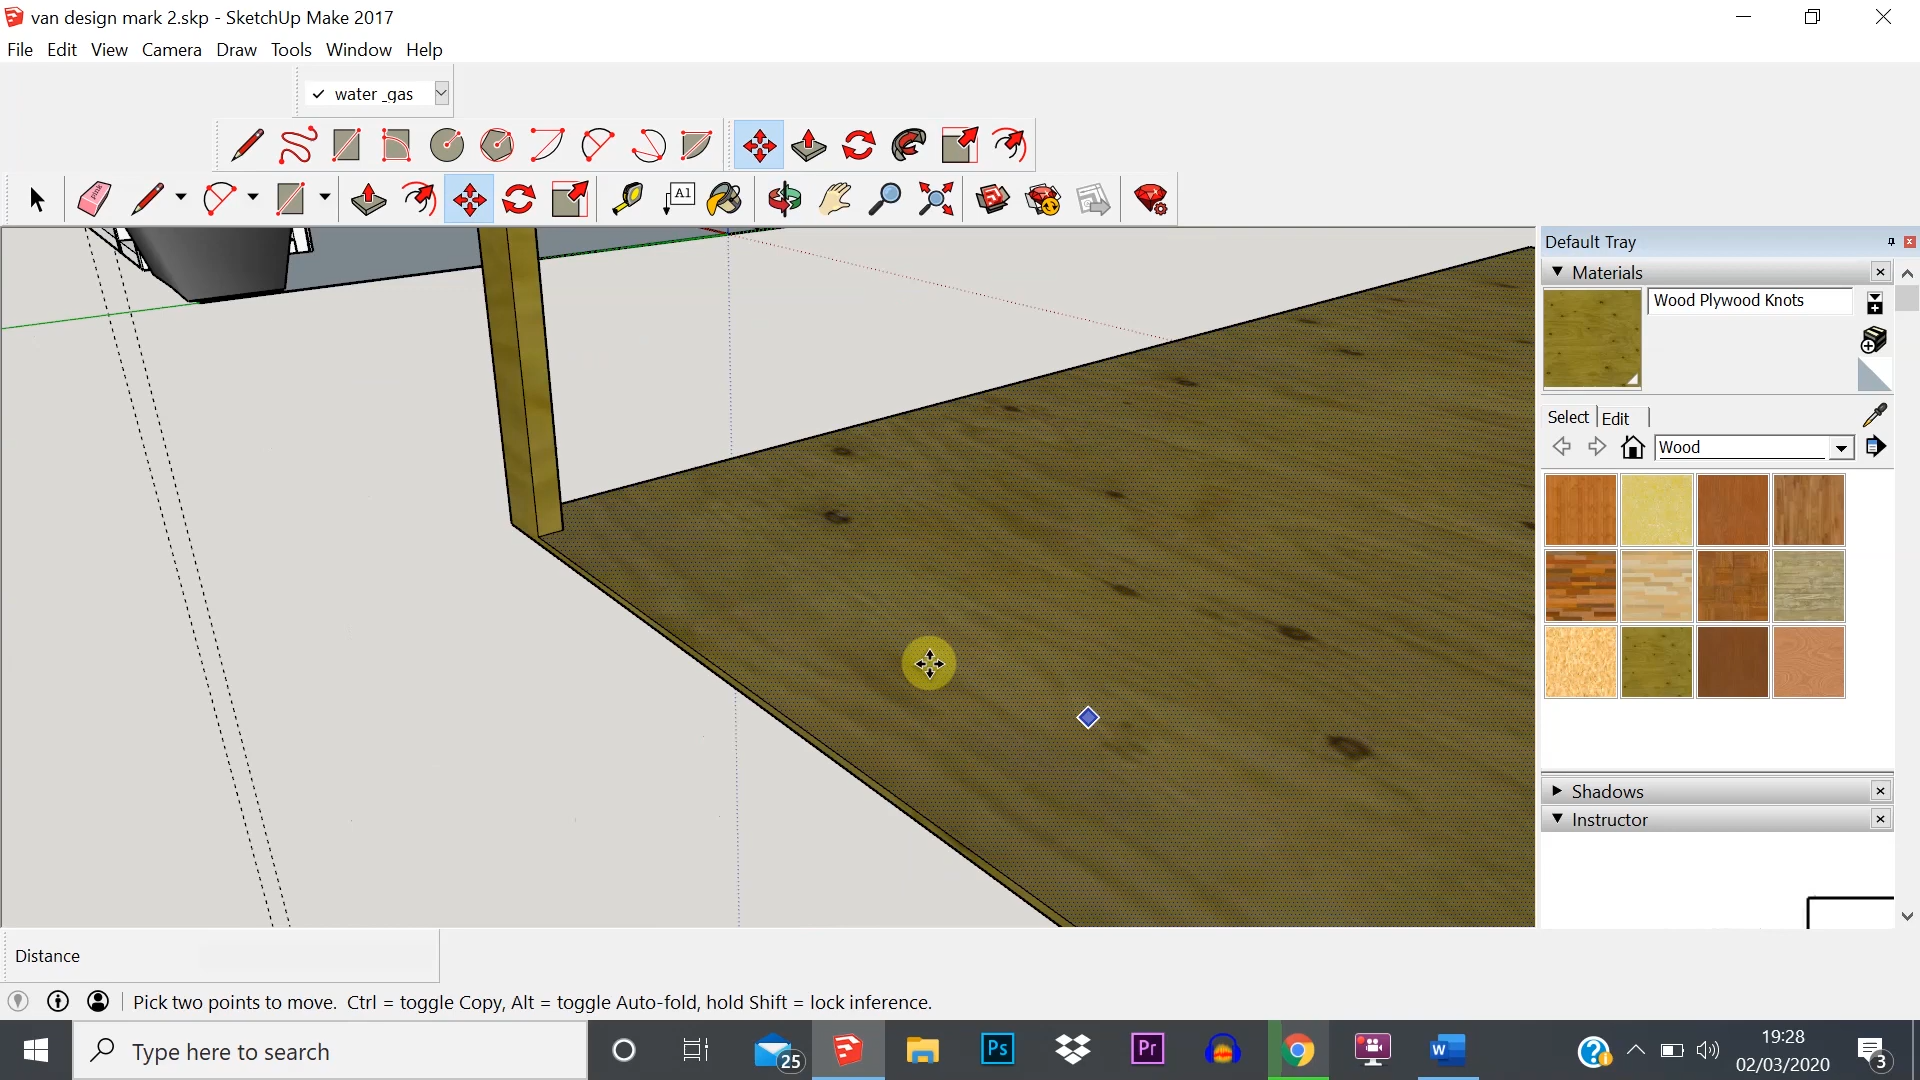 van design mark 2.skp - SketchUp Make 2017
File Edit View Camera Draw Tools Window Help
water _gas
A1
Default Tray
Materials
Wood Plywood Knots
Select Edit
Wood
Shadows
Instructor
Distance
Pick two points to move. Ctrl = toggle Copy, Alt = toggle Auto-fold, hold Shift = lock inference.
Type here to search
25
Ps
Pr
W
19:28
02/03/2020
3